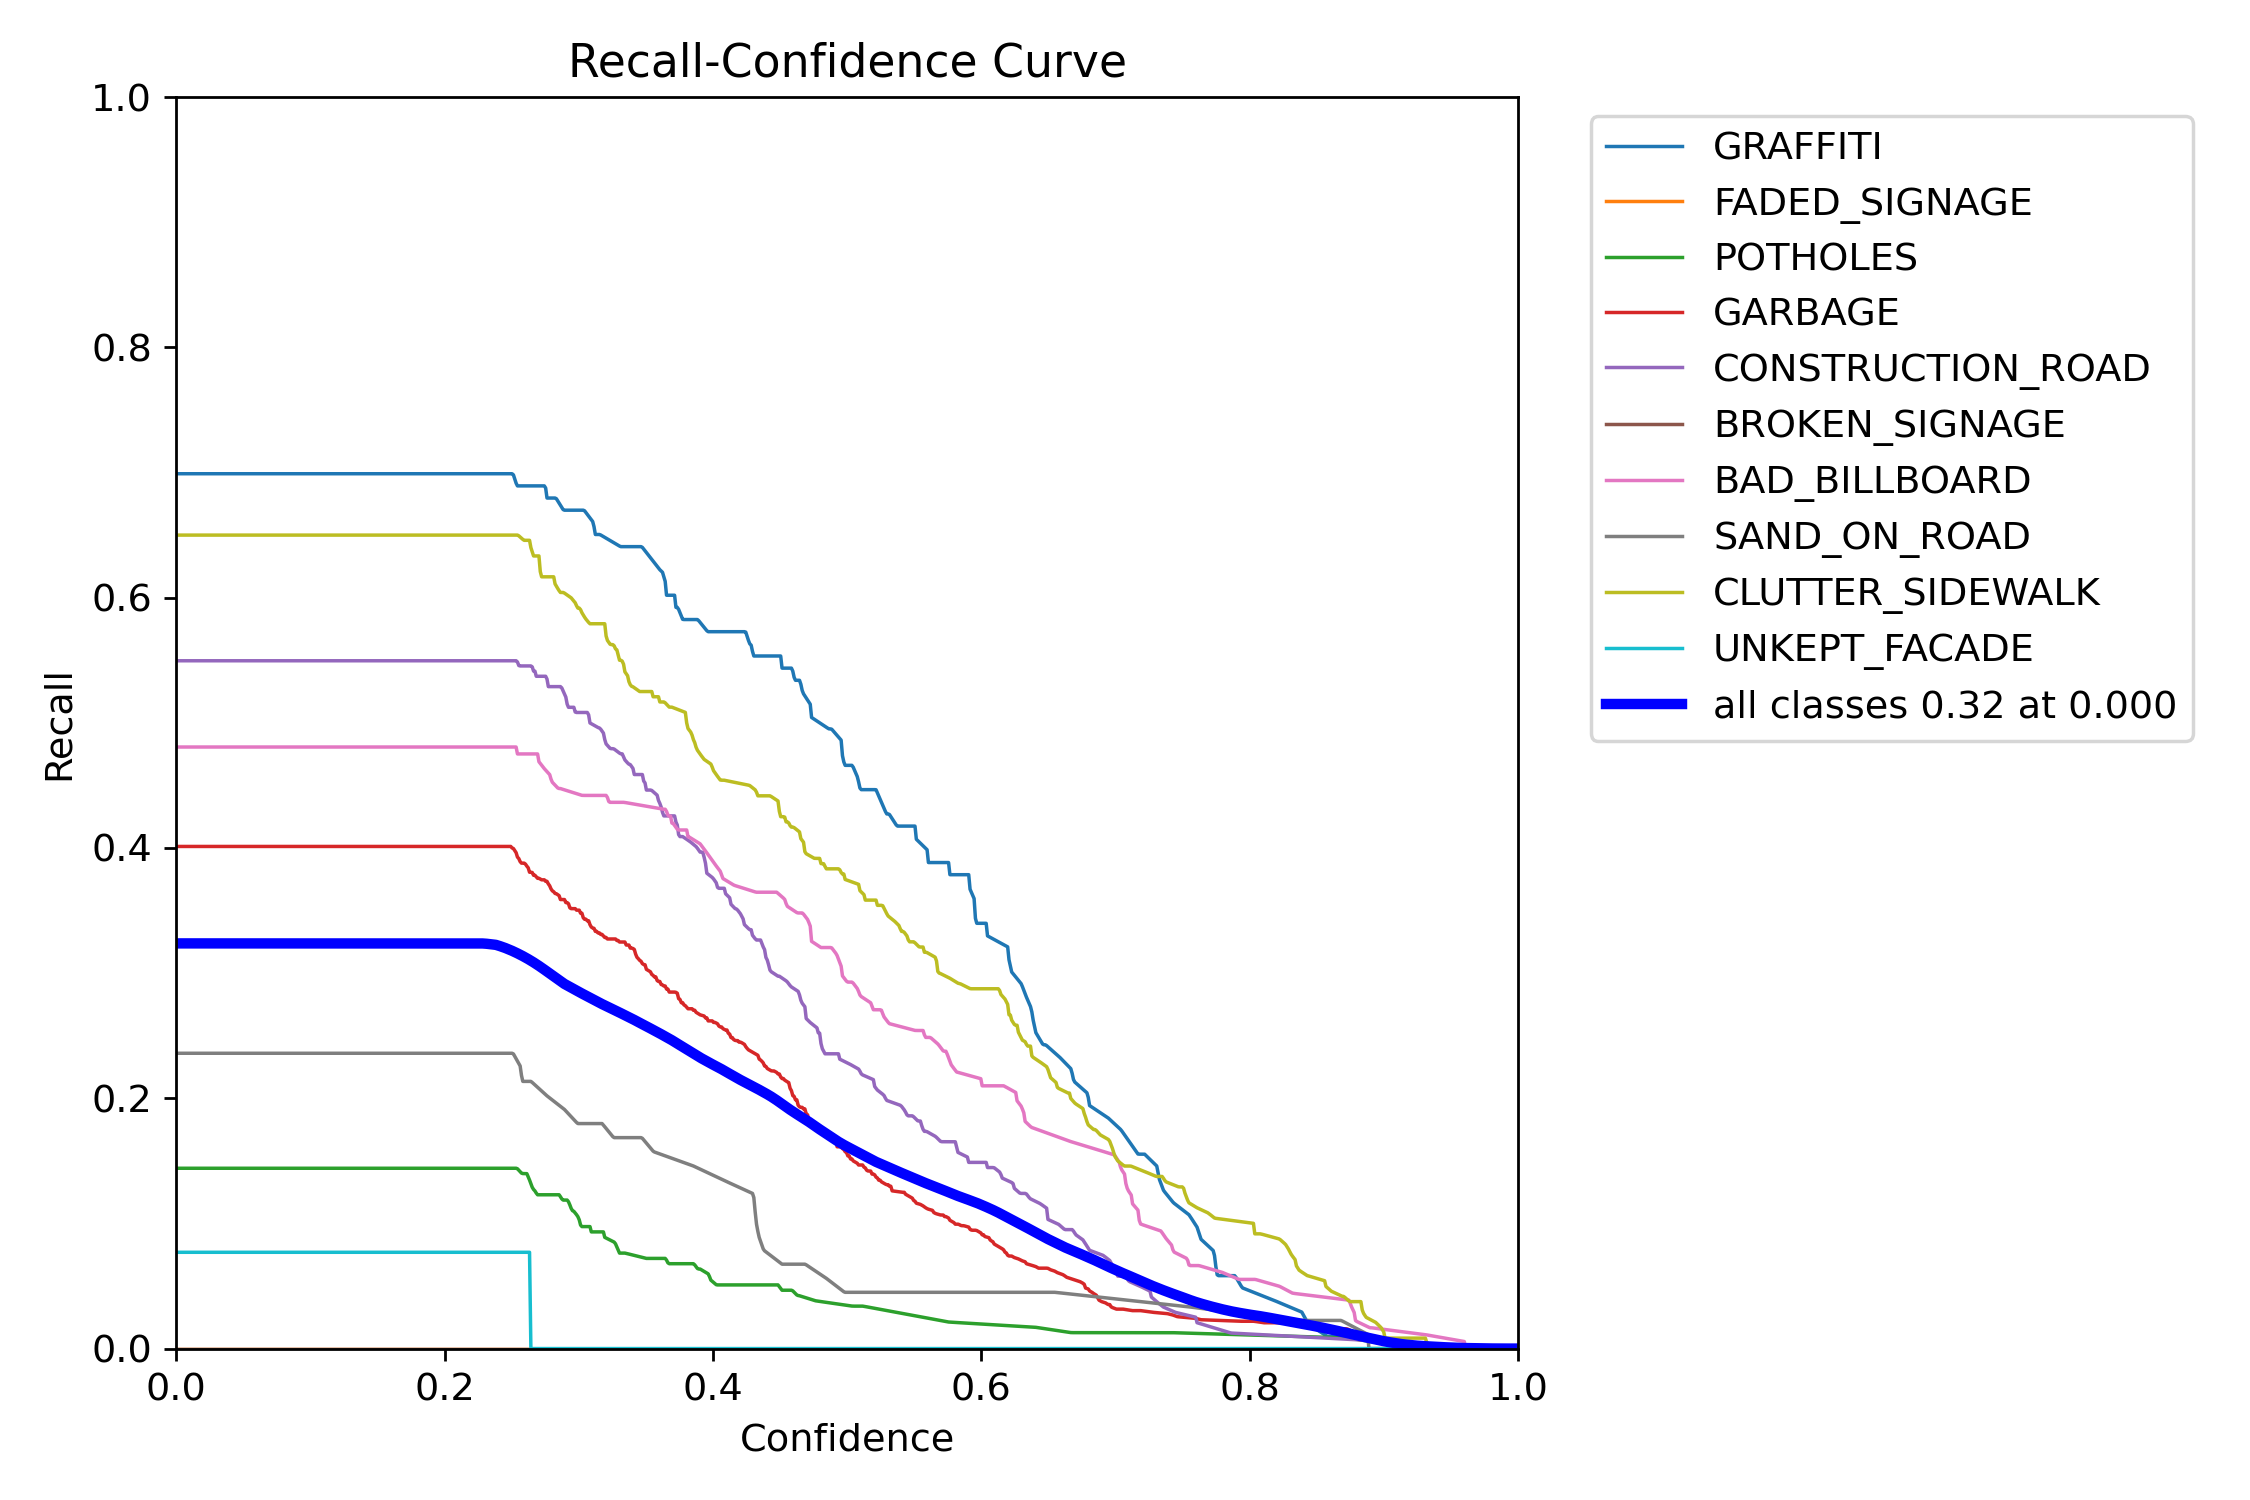 Recall-Confidence Curve
1.0
0.8
0.6
0.4
0.2
0.0
Recall
0.0 0.2 0.4 0.6 0.8 1.0
Confidence
GRAFFITI
FADED_SIGNAGE
POTHOLES
GARBAGE
CONSTRUCTION_ROAD
BROKEN_SIGNAGE
BAD_BILLBOARD
SAND_ON_ROAD
CLUTTER_SIDEWALK
UNKEPT_FACADE
all classes 0.32 at 0.000